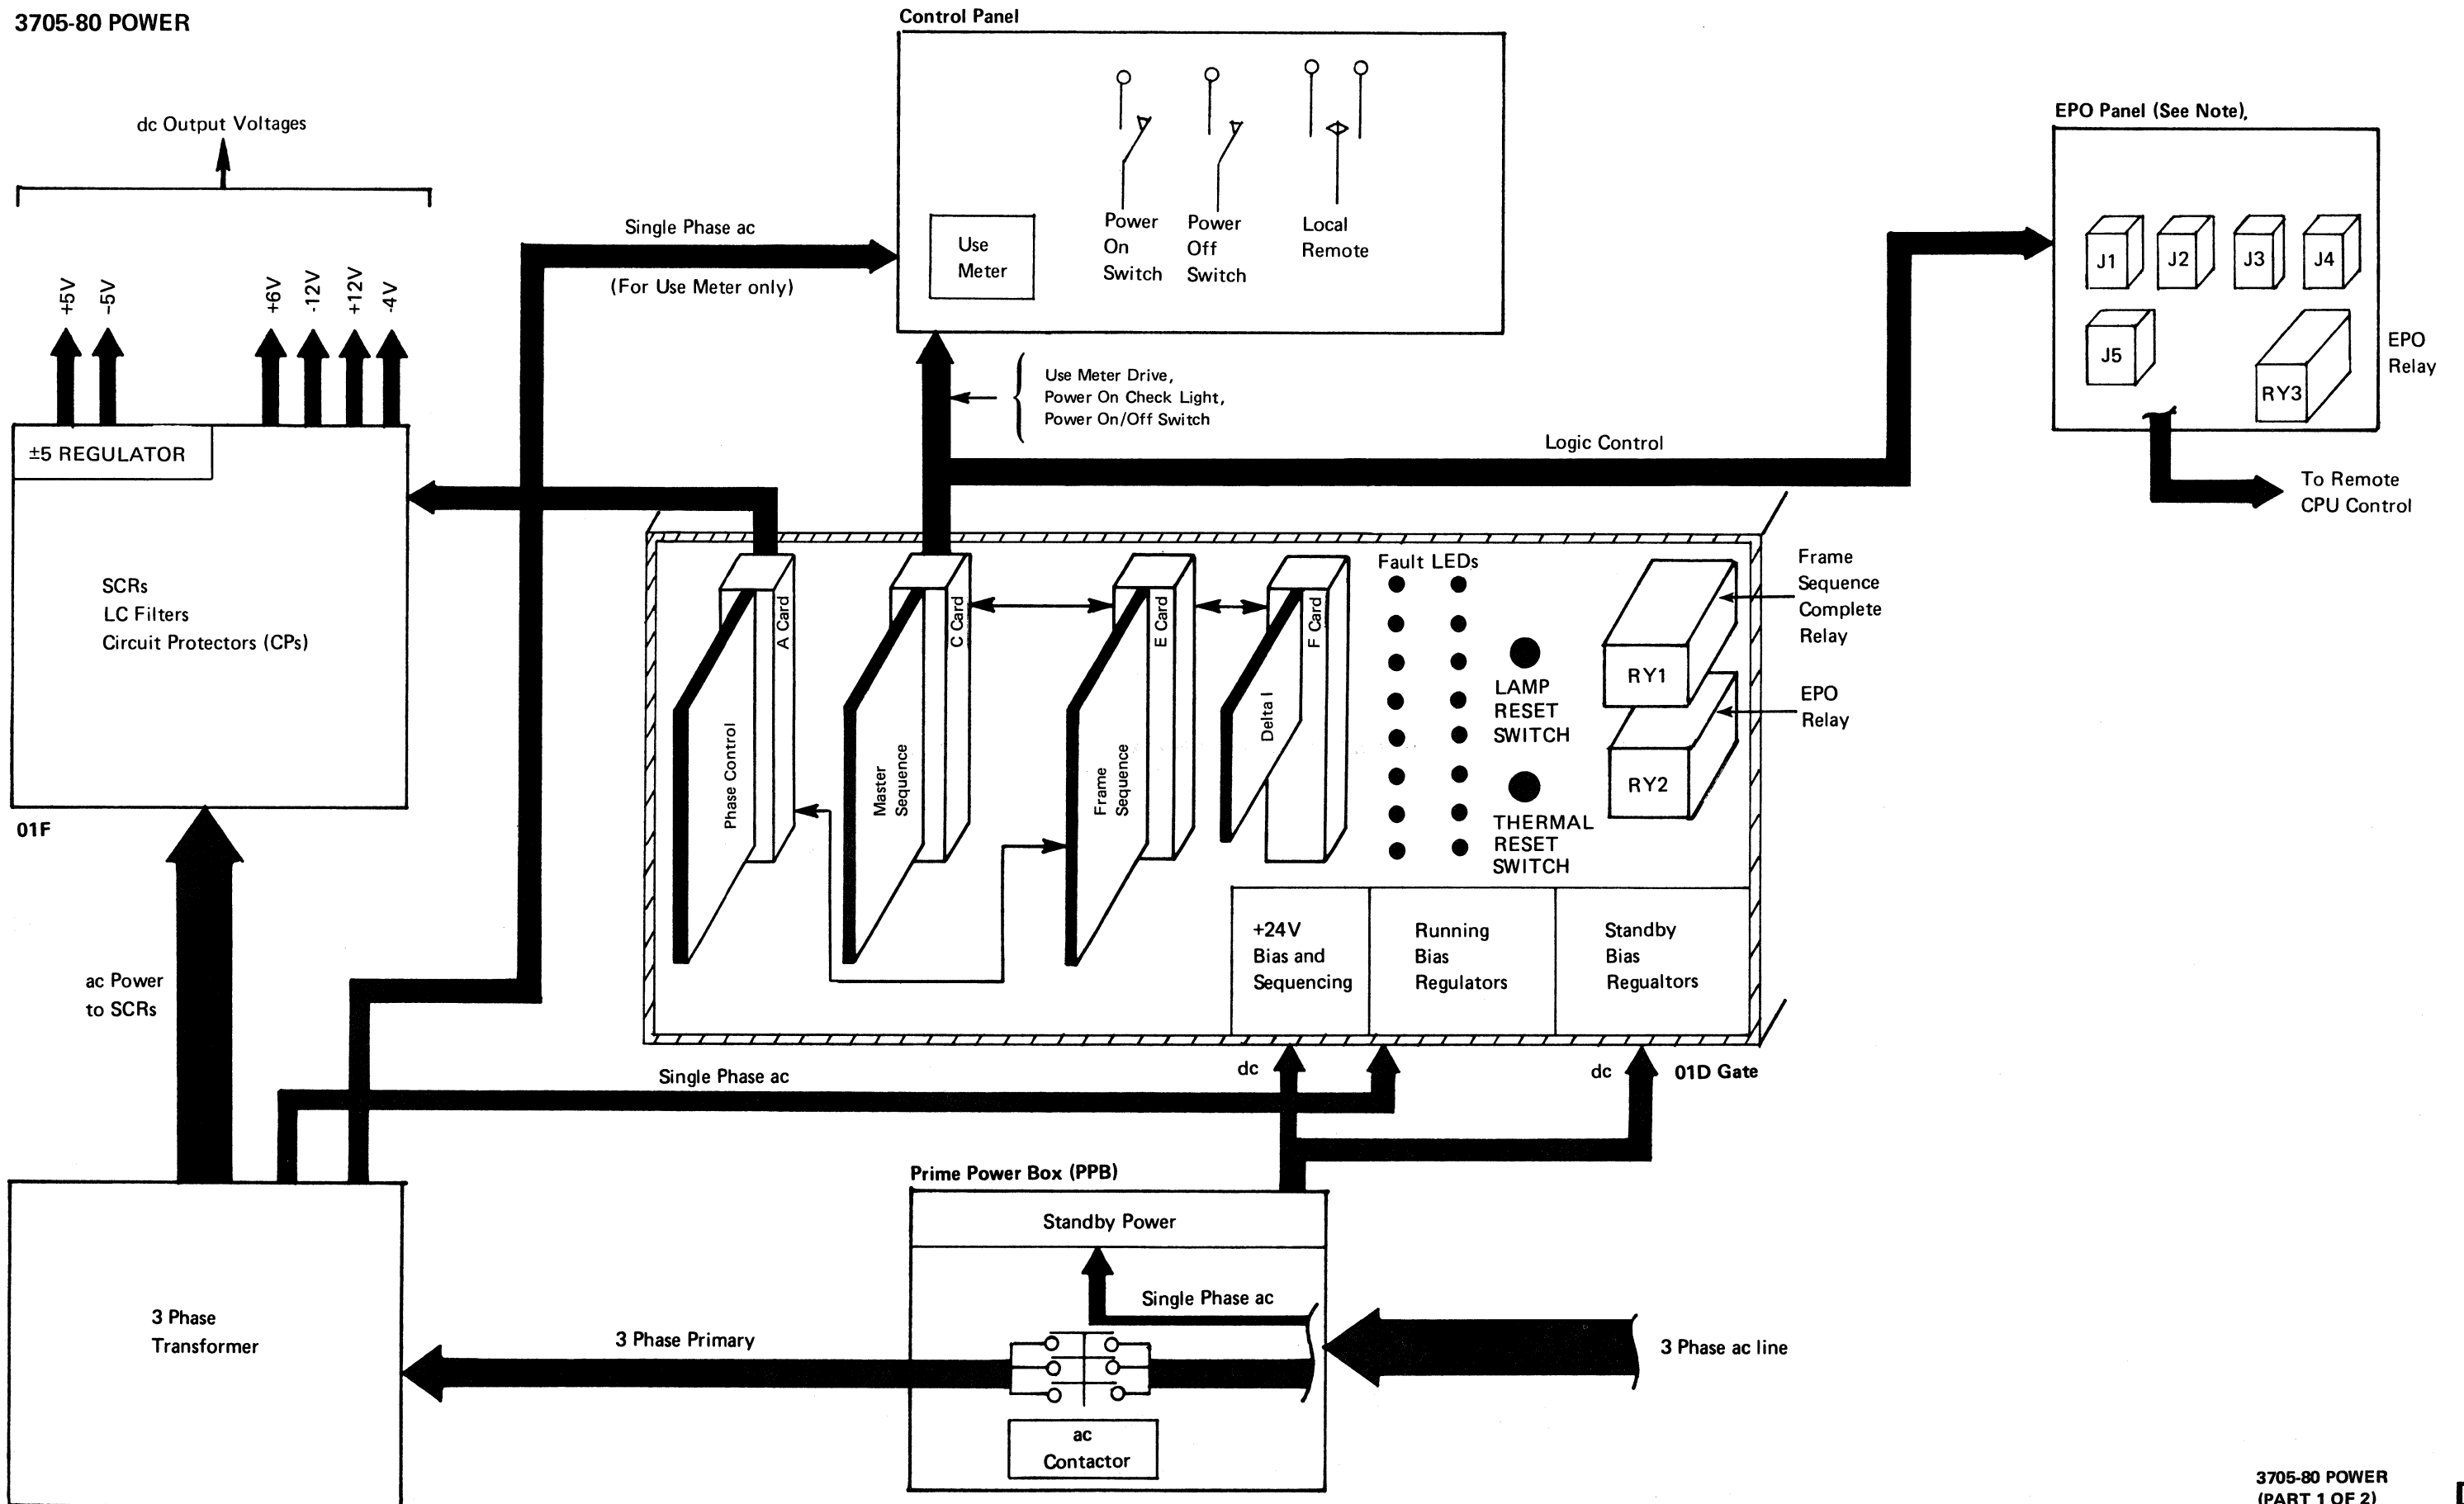 3705-80 POWER
Control Panel
dc Output Voltages
EPO Panel (See Note),
Single Phase ac
(For Use Meter only)
Use
Meter
Power
On
Switch
Power
Off
Switch
Local
Remote
J1
J2
J3
J4
J5
RY3
EPO
Relay
+5V
-5V
+6V
-12V
+12V
-4V
Use Meter Drive,
Power On Check Light,
Power On/Off Switch
Logic Control
To Remote
CPU Control
±5 REGULATOR
SCRs
LC Filters
Circuit Protectors (CPs)
01F
A Card
Phase Control
C Card
Master
Sequence
E Card
Frame
Sequence
F Card
Delta I
Fault LEDs
LAMP
RESET
SWITCH
THERMAL
RESET
SWITCH
RY1
RY2
Frame
Sequence
Complete
Relay
EPO
Relay
+24V
Bias and
Sequencing
Running
Bias
Regulators
Standby
Bias
Regualtors
ac Power
to SCRs
Single Phase ac
dc
dc
01D Gate
Prime Power Box (PPB)
Standby Power
Single Phase ac
3 Phase
Transformer
3 Phase Primary
3 Phase ac line
ac
Contactor
3705-80 POWER
(PART 1 OF 2)